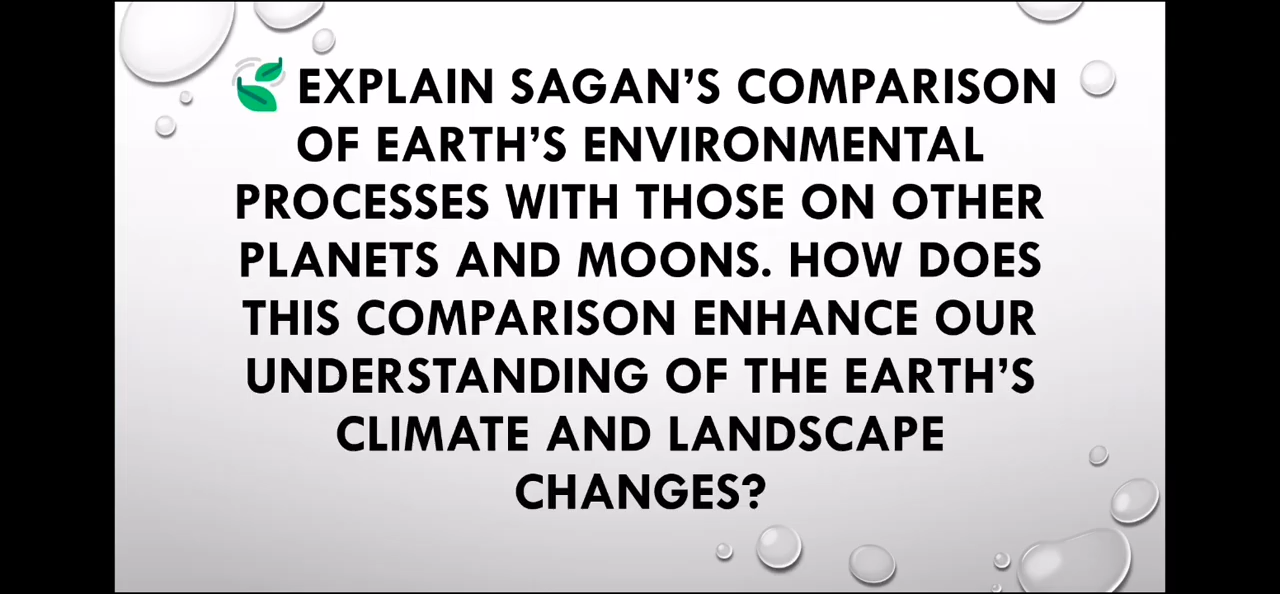 EXPLAIN SAGAN’S COMPARISON
OF EARTH’S ENVIRONMENTAL
PROCESSES WITH THOSE ON OTHER
PLANETS AND MOONS. HOW DOES
THIS COMPARISON ENHANCE OUR
UNDERSTANDING OF THE EARTH’S
CLIMATE AND LANDSCAPE
CHANGES?